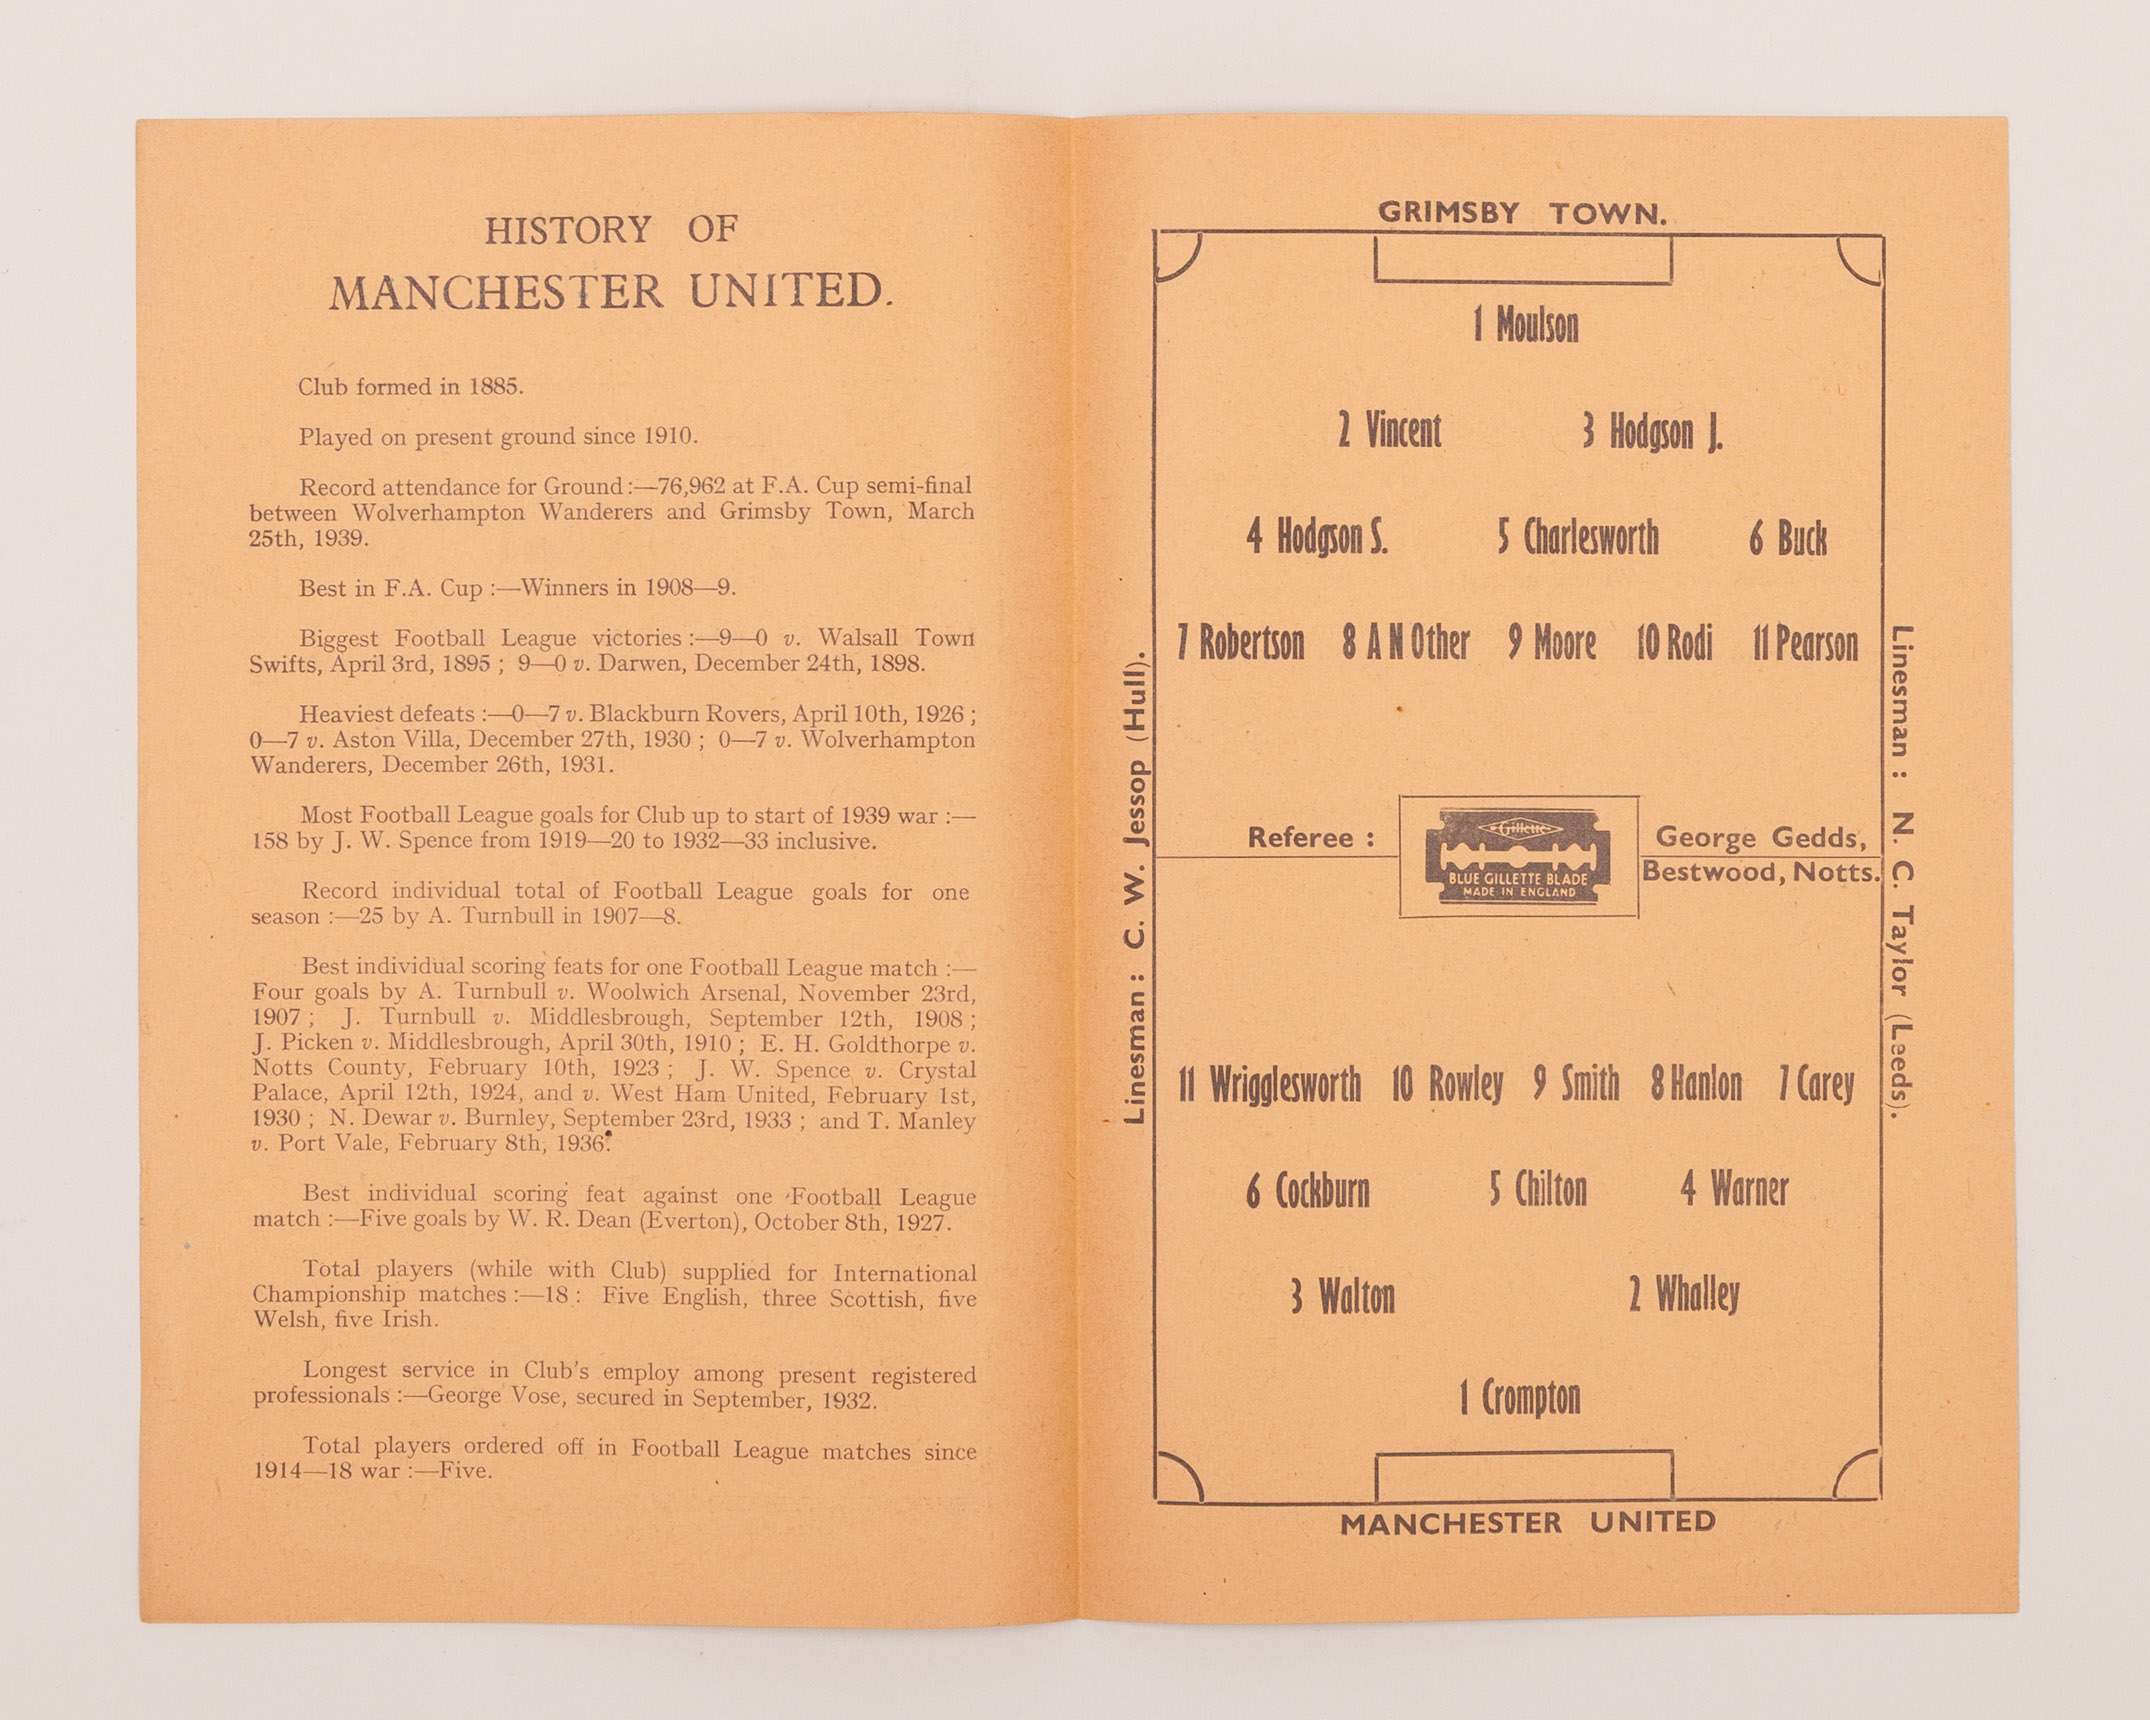 HISTORY OF
MANCHESTER UNITED.
Club formed in 1885.
Played on present ground since 1910.
Record attendance for Ground :—76,962 at F.A. Cup semi-final
between Wolverhampton Wanderers and Grimsby Town, March
25th, 1939.
Best in F.A. Cup :—Winners in 1908—9.
Biggest Football League victories :—9—0 v. Walsall Town
Swifts, April 3rd, 1895 ; 9—0 v. Darwen, December 24th, 1898.
Heaviest defeats :—0—7 v. Blackburn Rovers, April 10th, 1926 ;
0—7 v. Aston Villa, December 27th, 1930 ; 0—7 v. Wolverhampton
Wanderers, December 26th, 1931.
Most Football League goals for Club up to start of 1939 war :—
158 by J. W. Spence from 1919—20 to 1932—33 inclusive.
Record individual total of Football League goals for one
season :—25 by A. Turnbull in 1907—8.
Best individual scoring feats for one Football League match :—
Four goals by A. Turnbull v. Woolwich Arsenal, November 23rd,
1907 ; J. Turnbull v. Middlesbrough, September 12th, 1908 ;
J. Picken v. Middlesbrough, April 30th, 1910 ; E. H. Goldthorpe v.
Notts County, February 10th, 1923 ; J. W. Spence v. Crystal
Palace, April 12th, 1924, and v. West Ham United, February 1st,
1930 ; N. Dewar v. Burnley, September 23rd, 1933 ; and T. Manley
v. Port Vale, February 8th, 1936.
Best individual scoring feat against one Football League
match :—Five goals by W. R. Dean (Everton), October 8th, 1927.
Total players (while with Club) supplied for International
Championship matches :—18 : Five English, three Scottish, five
Welsh, five Irish.
Longest service in Club's employ among present registered
professionals :—George Vose, secured in September, 1932.
Total players ordered off in Football League matches since
1914—18 war :—Five.
GRIMSBY TOWN.
1 Moulson
2 Vincent 3 Hodgson J.
4 Hodgson S. 5 Charlesworth 6 Buck
7 Robertson 8 A N Other 9 Moore 10 Rodi 11 Pearson
Linesman : C. W. Jessop (Hull).
Linesman : N. C. Taylor (Leeds).
Referee :
Gillette
BLUE GILLETTE BLADE
MADE IN ENGLAND
George Gedds,
Bestwood, Notts.
11 Wrigglesworth 10 Rowley 9 Smith 8 Hanlon 7 Carey
6 Cockburn 5 Chilton 4 Warner
3 Walton 2 Whalley
1 Crompton
MANCHESTER UNITED